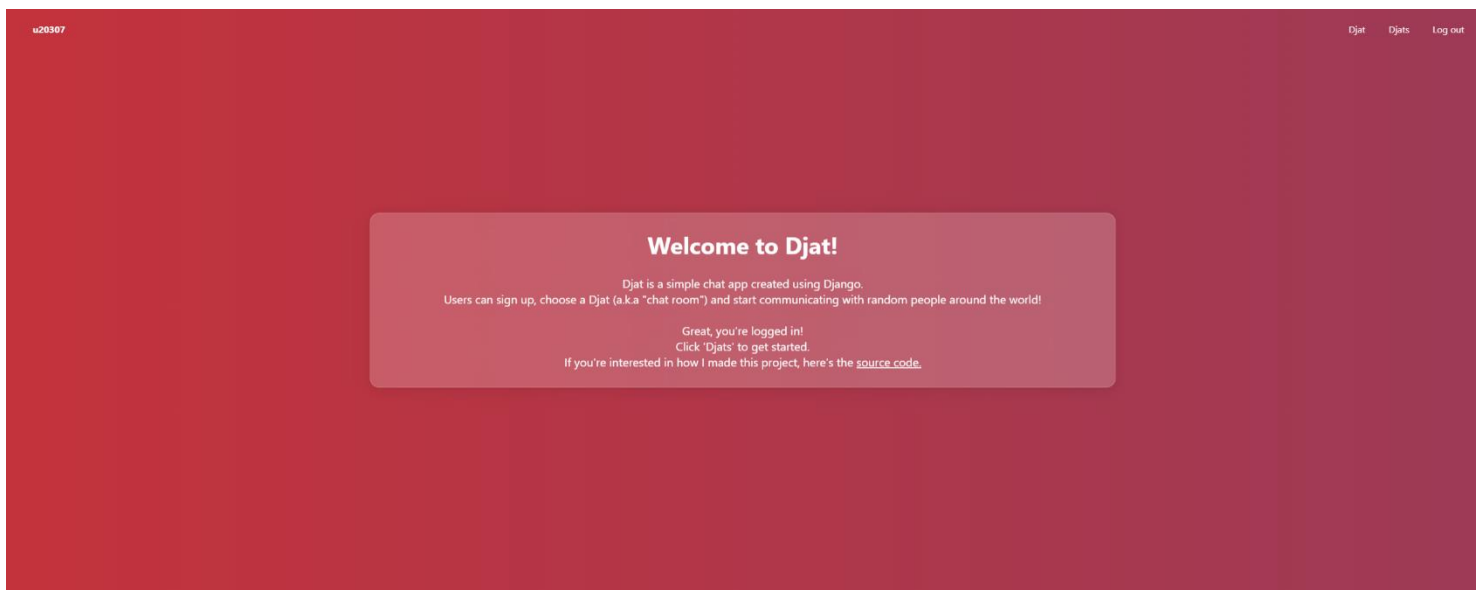 u20307
Djat
Djats
Log out
Welcome to Djat!
Djat is a simple chat app created using Django.
Users can sign up, choose a Djat (a.k.a "chat room") and start communicating with random people around the world!
Great, you're logged in!
Click 'Djats' to get started.
If you're interested in how I made this project, here's the source code.